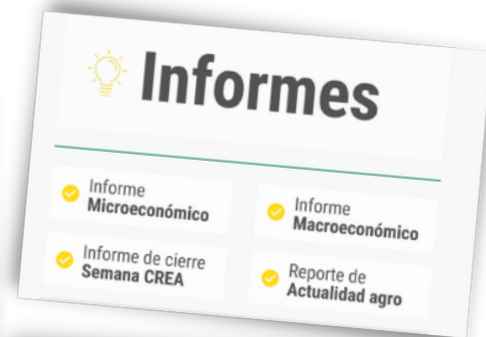 Informes
Informe
Microeconómico
Informe
Macroeconómico
Informe de cierre
Semana CREA
Reporte de
Actualidad agro